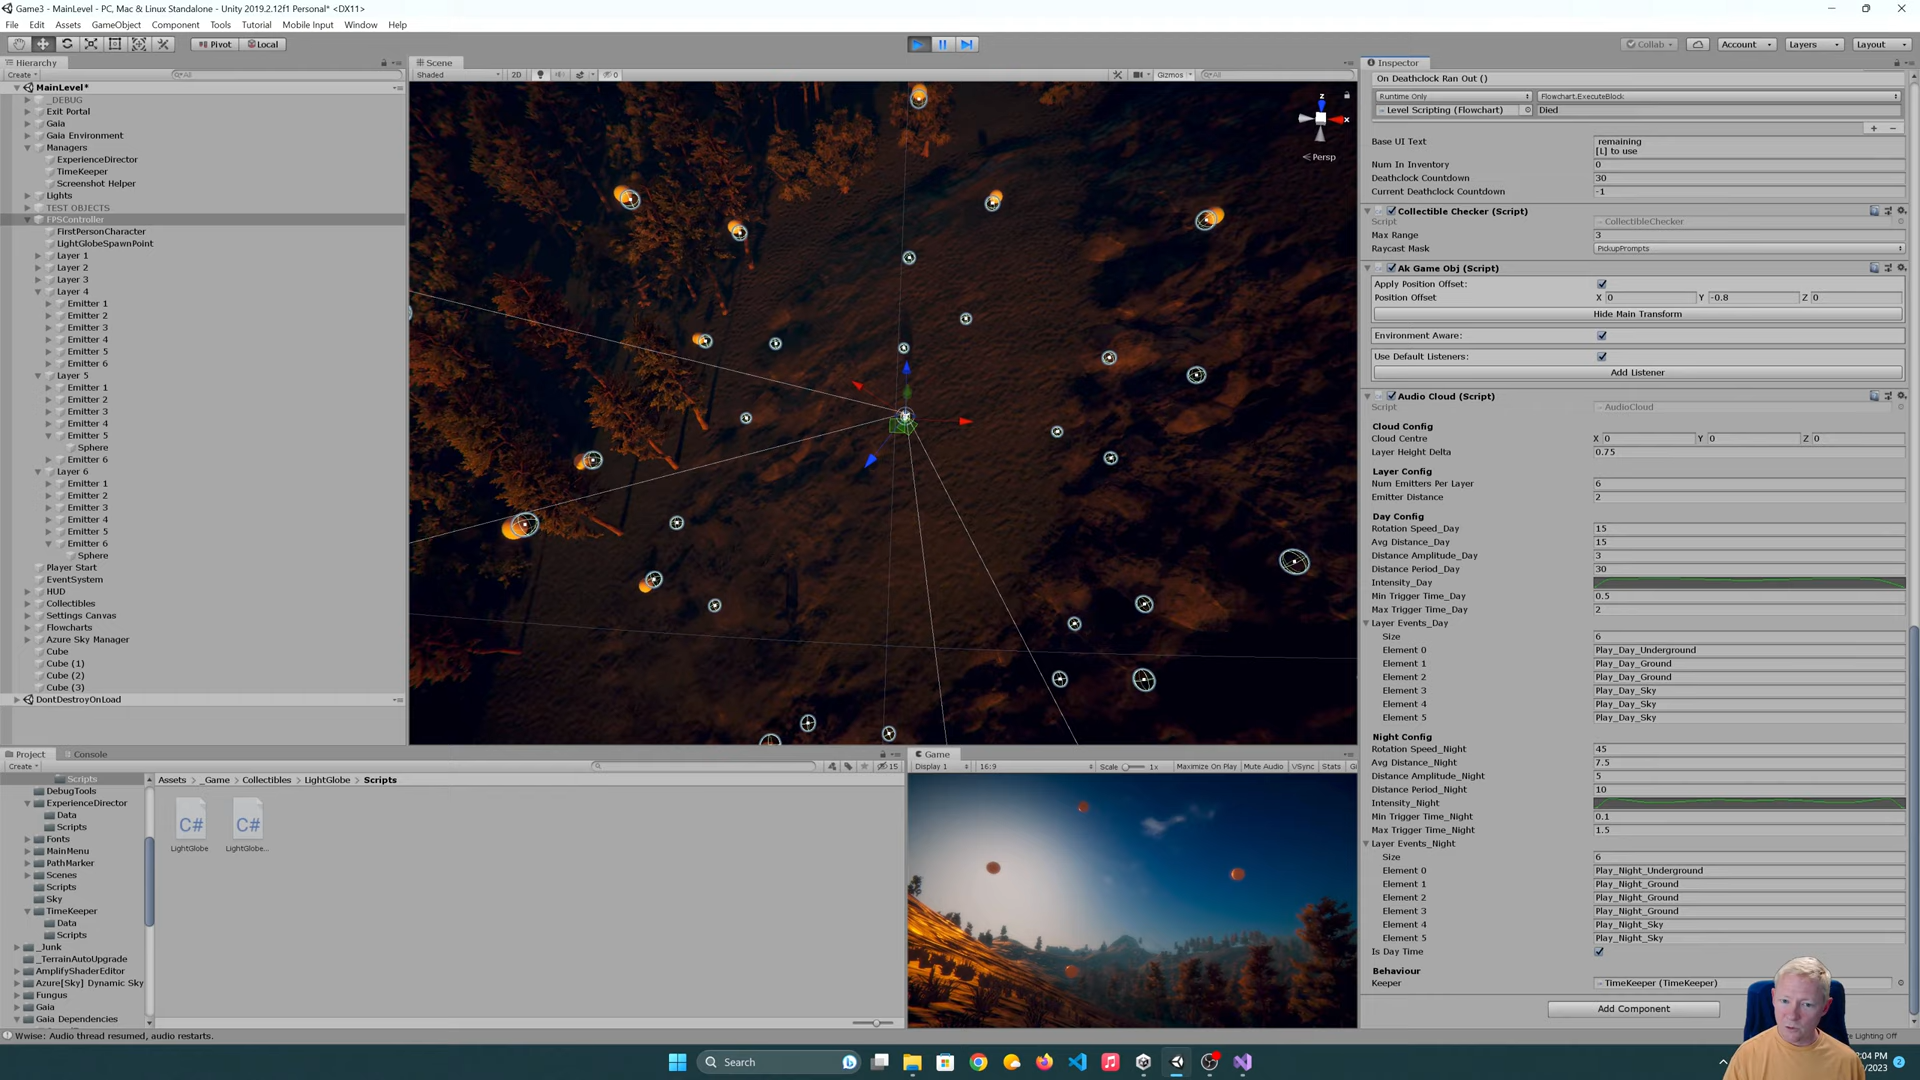 Game3 - MainLevel - PC, Mac & Linux Standalone - Unity 2019.2.12f1 Personal* <DX11>
File Edit Assets GameObject Component Tools Tutorial Mobile Input Window Help
Pivot Local Collab Account Layers Layout
Hierarchy
Create All
MainLevel*
_DEBUG
Exit Portal
Gaia
Gaia Environment
Managers
ExperienceDirector
TimeKeeper
Screenshot Helper
Lights
TEST OBJECTS
FPSController
FirstPersonCharacter
LightGlobeSpawnPoint
Layer 1
Layer 2
Layer 3
Layer 4
Emitter 1
Emitter 2
Emitter 3
Emitter 4
Emitter 5
Emitter 6
Layer 5
Emitter 1
Emitter 2
Emitter 3
Emitter 4
Emitter 5
Sphere
Emitter 6
Layer 6
Emitter 1
Emitter 2
Emitter 3
Emitter 4
Emitter 5
Emitter 6
Sphere
Player Start
EventSystem
HUD
Collectibles
Settings Canvas
Flowcharts
Azure Sky Manager
Cube
Cube (1)
Cube (2)
Cube (3)
DontDestroyOnLoad
Scene
Shaded 2D 0 Gizmos All
z
x
Persp
Project Console
Create 15
Scripts
DebugTools
ExperienceDirector
Data
Scripts
Fonts
MainMenu
PathMarker
Scenes
Scripts
Sky
TimeKeeper
Data
Scripts
_Junk
_TerrainAutoUpgrade
AmplifyShaderEditor
Azure[Sky] Dynamic Sky
Fungus
Gaia
Gaia Dependencies
Assets _Game Collectibles LightGlobe Scripts
C# C#
LightGlobe LightGlobe...
Game
Display 1 16:9 Scale 1x Maximize On Play Mute Audio VSync Stats Gi
Inspector
On Deathclock Ran Out ()
Runtime Only Flowchart.ExecuteBlock
Level Scripting (Flowchart) Died
Base UI Text remaining
[L] to use
Num In Inventory 0
Deathclock Countdown 30
Current Deathclock Countdown -1
Collectible Checker (Script)
Script CollectibleChecker
Max Range 3
Raycast Mask PickupPrompts
Ak Game Obj (Script)
Apply Position Offset:
Position Offset X 0 Y -0.8 Z 0
Hide Main Transform
Environment Aware:
Use Default Listeners:
Add Listener
Audio Cloud (Script)
Script AudioCloud
Cloud Config
Cloud Centre X 0 Y 0 Z 0
Layer Height Delta 0.75
Layer Config
Num Emitters Per Layer 6
Emitter Distance 2
Day Config
Rotation Speed_Day 15
Avg Distance_Day 15
Distance Amplitude_Day 3
Distance Period_Day 30
Intensity_Day
Min Trigger Time_Day 0.5
Max Trigger Time_Day 2
Layer Events_Day
Size 6
Element 0 Play_Day_Underground
Element 1 Play_Day_Ground
Element 2 Play_Day_Ground
Element 3 Play_Day_Sky
Element 4 Play_Day_Sky
Element 5 Play_Day_Sky
Night Config
Rotation Speed_Night 45
Avg Distance_Night 7.5
Distance Amplitude_Night 5
Distance Period_Night 10
Intensity_Night
Min Trigger Time_Night 0.1
Max Trigger Time_Night 1.5
Layer Events_Night
Size 6
Element 0 Play_Night_Underground
Element 1 Play_Night_Ground
Element 2 Play_Night_Ground
Element 3 Play_Night_Ground
Element 4 Play_Night_Sky
Element 5 Play_Night_Sky
Is Day Time
Behaviour
Keeper TimeKeeper (TimeKeeper)
Add Component
Wwise: Audio thread resumed, audio restarts.
Lighting Off
Search
:04 PM
/2023
2